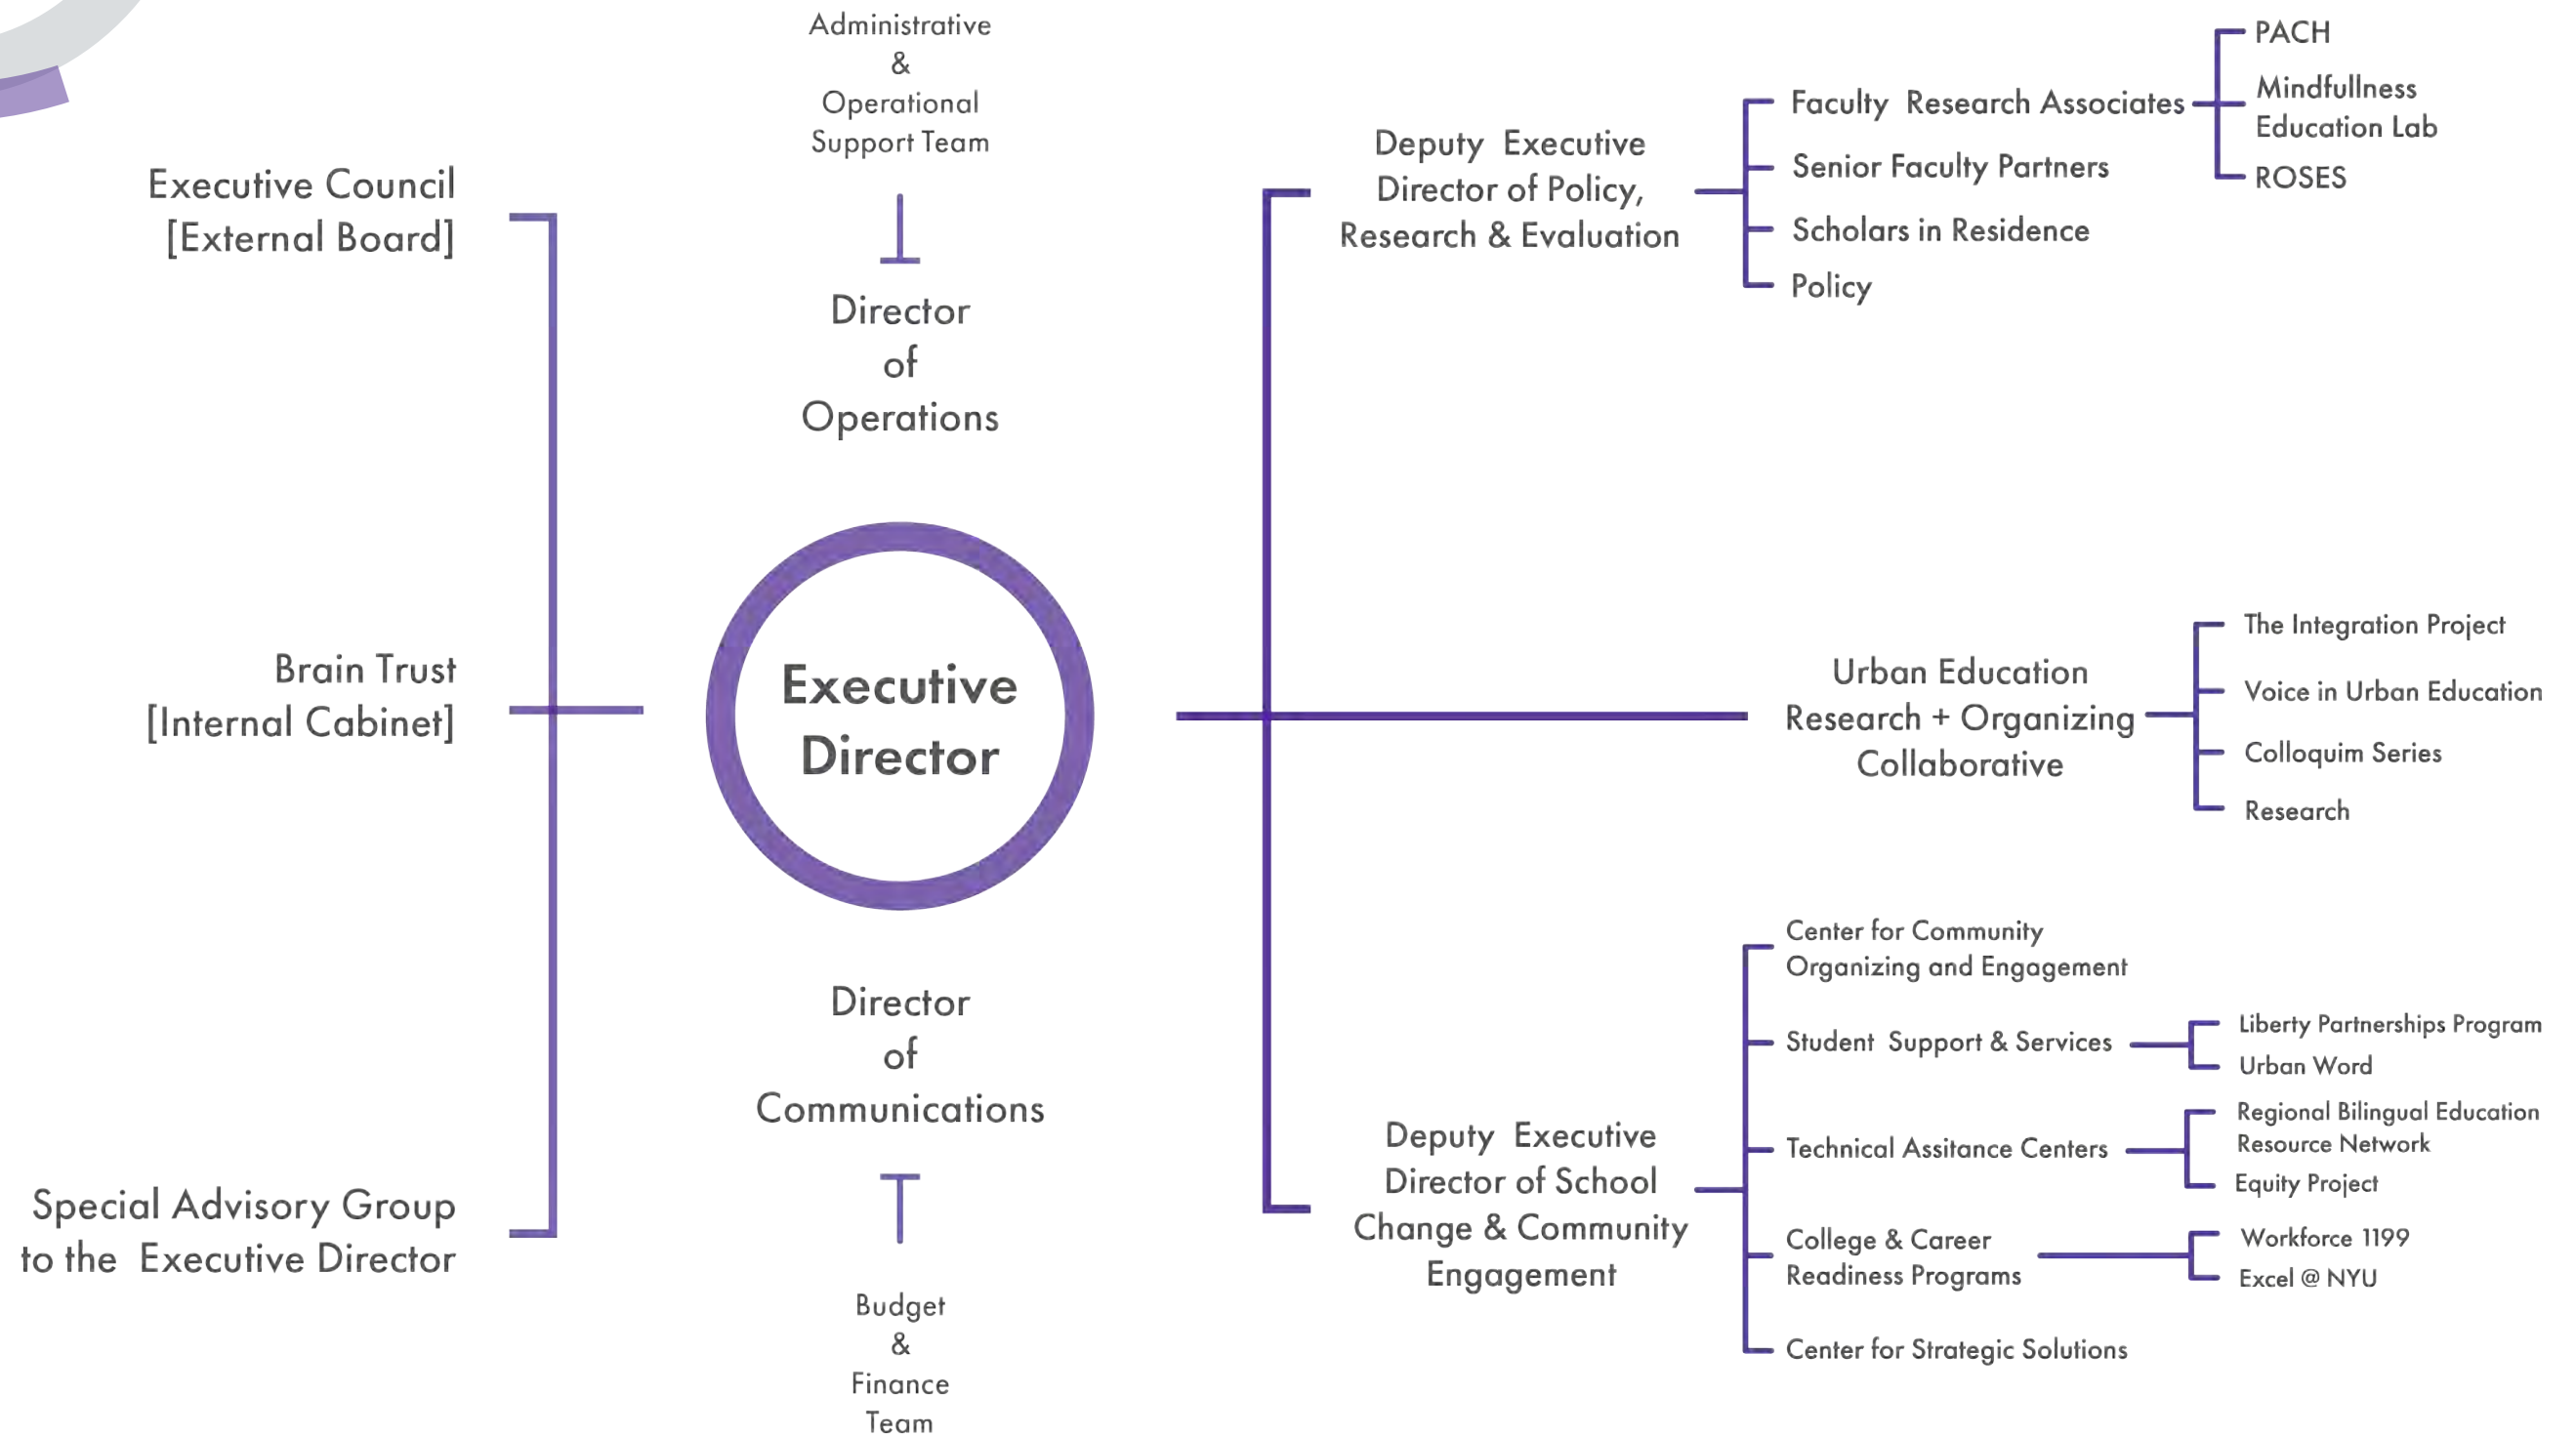 Executive Council
[External Board]
Brain Trust
[Internal Cabinet]
Special Advisory Group
to the Executive Director
Administrative
&
Operational
Support Team
Director
of
Operations
Executive
Director
Director
of
Communications
Budget
&
Finance
Team
Deputy Executive
Director of Policy,
Research & Evaluation
Faculty Research Associates
Senior Faculty Partners
Scholars in Residence
Policy
PACH
Mindfullness
Education Lab
ROSES
Urban Education
Research + Organizing
Collaborative
The Integration Project
Voice in Urban Education
Colloquim Series
Research
Deputy Executive
Director of School
Change & Community
Engagement
Center for Community
Organizing and Engagement
Student Support & Services
Liberty Partnerships Program
Urban Word
Technical Assitance Centers
Regional Bilingual Education
Resource Network
Equity Project
College & Career
Readiness Programs
Workforce 1199
Excel @ NYU
Center for Strategic Solutions